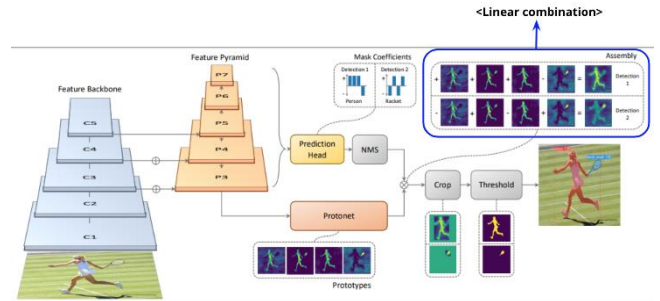 <Linear combination>
Assembly
Detection 1
Detection 2
Mask Coefficients
Detection 1
Detection 2
Person
Racket
Feature Pyramid
P7
P6
P5
P4
P3
Feature Backbone
C5
C4
C3
C2
C1
Prediction
Head
NMS
Crop
Threshold
Protonet
Prototypes